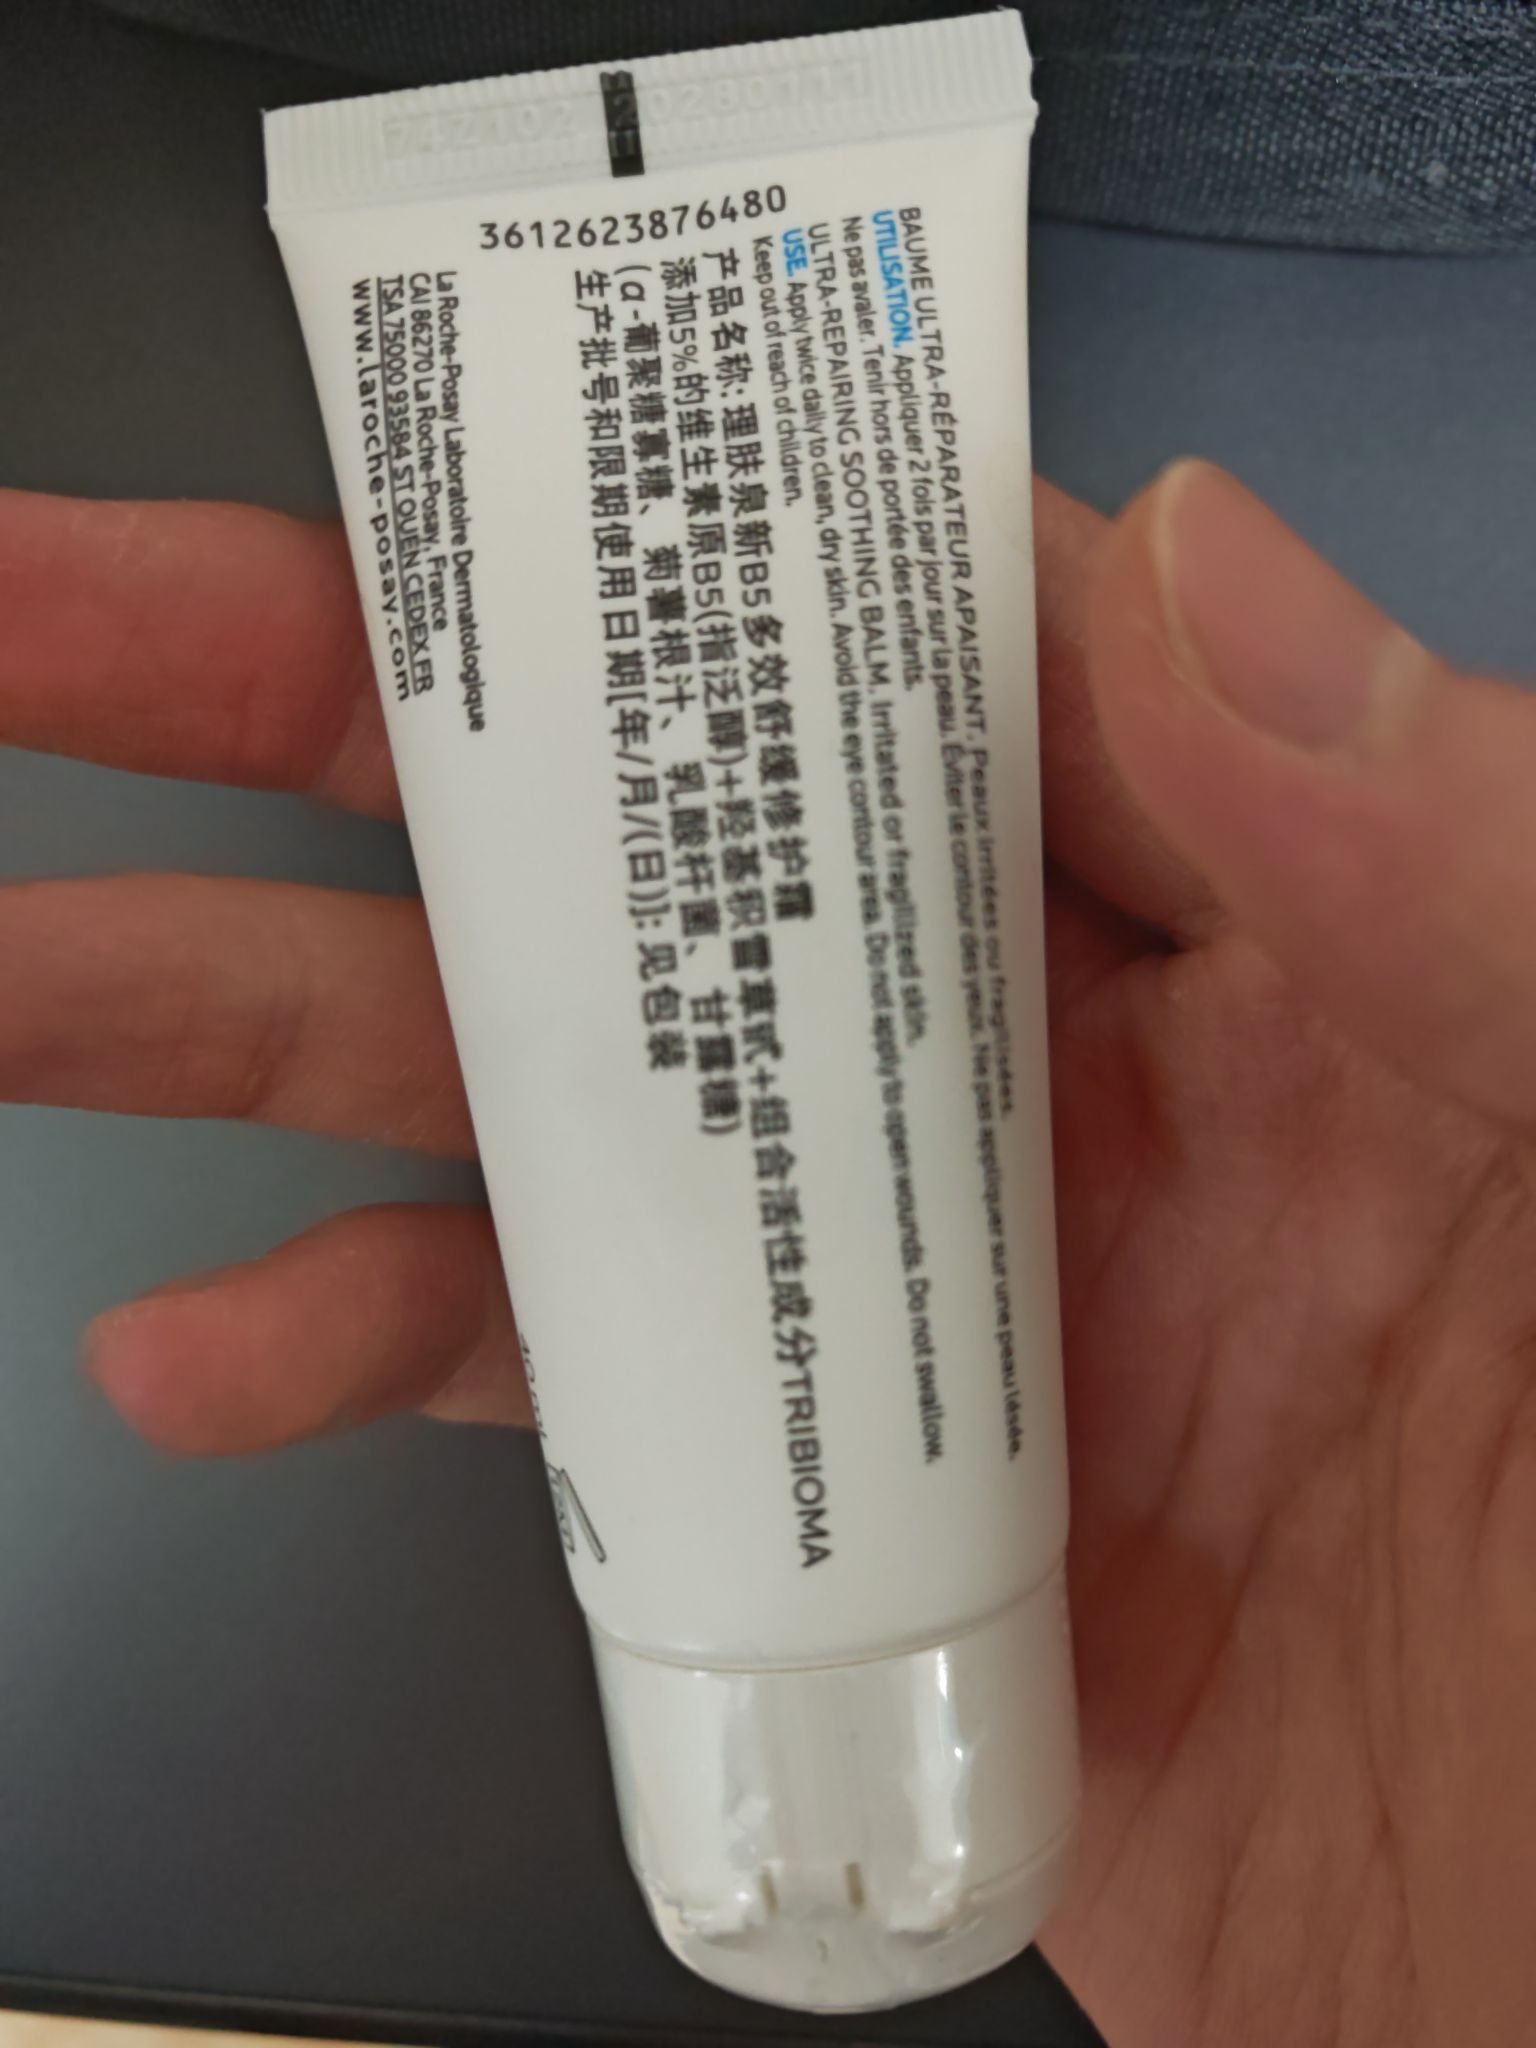 3612623876480
BAUME ULTRA-RÉPARATEUR APAISANT. Peaux irritées ou fragilisées.
UTILISATION. Appliquer 2 fois par jour sur la peau. Éviter le contour des yeux. Ne pas appliquer sur une peau lésée.
Ne pas avaler. Tenir hors de portée des enfants.
ULTRA-REPAIRING SOOTHING BALM. Irritated or fragilized skin.
USE. Apply twice daily to clean, dry skin. Avoid the eye contour area. Do not apply to open wounds. Do not swallow.
Keep out of reach of children.
产品名称: 理肤泉新B5多效舒缓修护霜
添加5%的维生素原B5(指泛醇)+羟基积雪草甙+组合活性成分TRIBIOMA
(α-葡聚糖寡糖、菊薯根汁、乳酸杆菌、甘露糖)
生产批号和限期使用日期[年/月/(日)]: 见包装
La Roche-Posay Laboratoire Dermatologique
CAI 86270 La Roche-Posay, France
TSA 75000 93584 ST OUEN CEDEX FR
www.laroche-posay.com